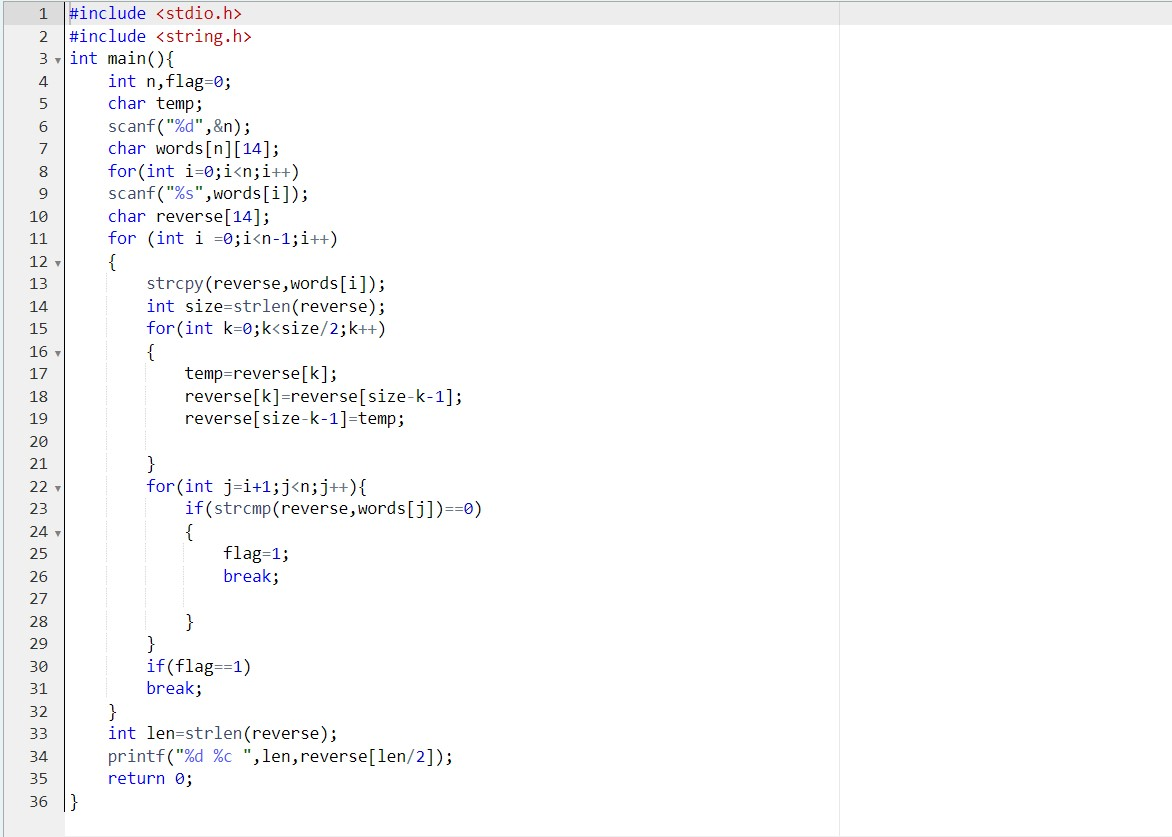 1 #include <stdio.h>
2 #include <string.h>
3 int main(){
4     int n,flag=0;
5     char temp;
6     scanf("%d",&n);
7     char words[n][14];
8     for(int i=0;i<n;i++)
9     scanf("%s",words[i]);
10     char reverse[14];
11     for (int i =0;i<n-1;i++)
12     {
13         strcpy(reverse,words[i]);
14         int size=strlen(reverse);
15         for(int k=0;k<size/2;k++)
16         {
17             temp=reverse[k];
18             reverse[k]=reverse[size-k-1];
19             reverse[size-k-1]=temp;
20
21         }
22         for(int j=i+1;j<n;j++){
23             if(strcmp(reverse,words[j])==0)
24             {
25                 flag=1;
26                 break;
27
28             }
29         }
30         if(flag==1)
31         break;
32     }
33     int len=strlen(reverse);
34     printf("%d %c ",len,reverse[len/2]);
35     return 0;
36 }